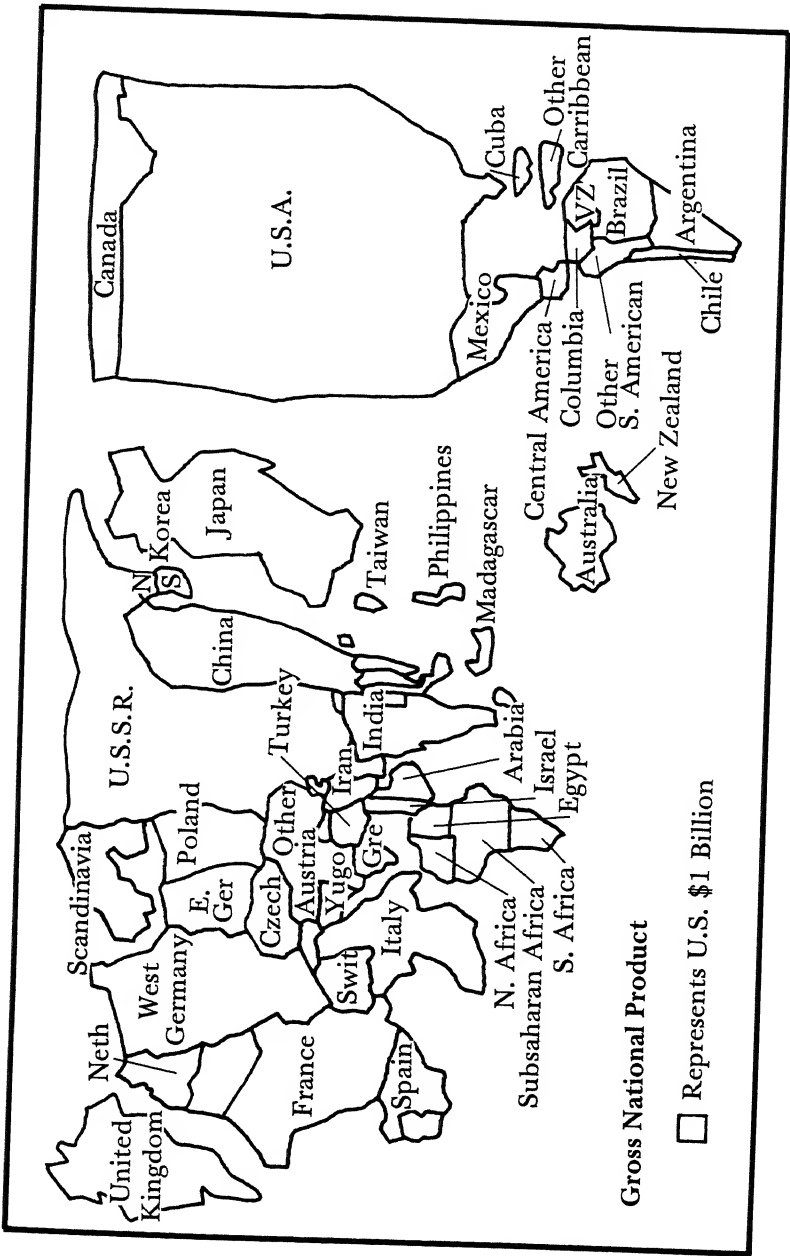 Canada
U.S.A.
Mexico
Cuba
Other
Carribbean
Central America
Columbia
Other
S. American
VZ
Brazil
Argentina
Chile
United
Kingdom
Neth
West
Germany
France
Spain
Scandinavia
E.
Ger
Poland
Czech
Other
Austria
Swit
Yugo
Gre
Italy
U.S.S.R.
Turkey
Iran
India
China
N
S
Korea
Japan
Taiwan
Philippines
Madagascar
Australia
New Zealand
Arabia
Israel
Egypt
N. Africa
Subsaharan Africa
S. Africa
Gross National Product
Represents U.S. $1 Billion